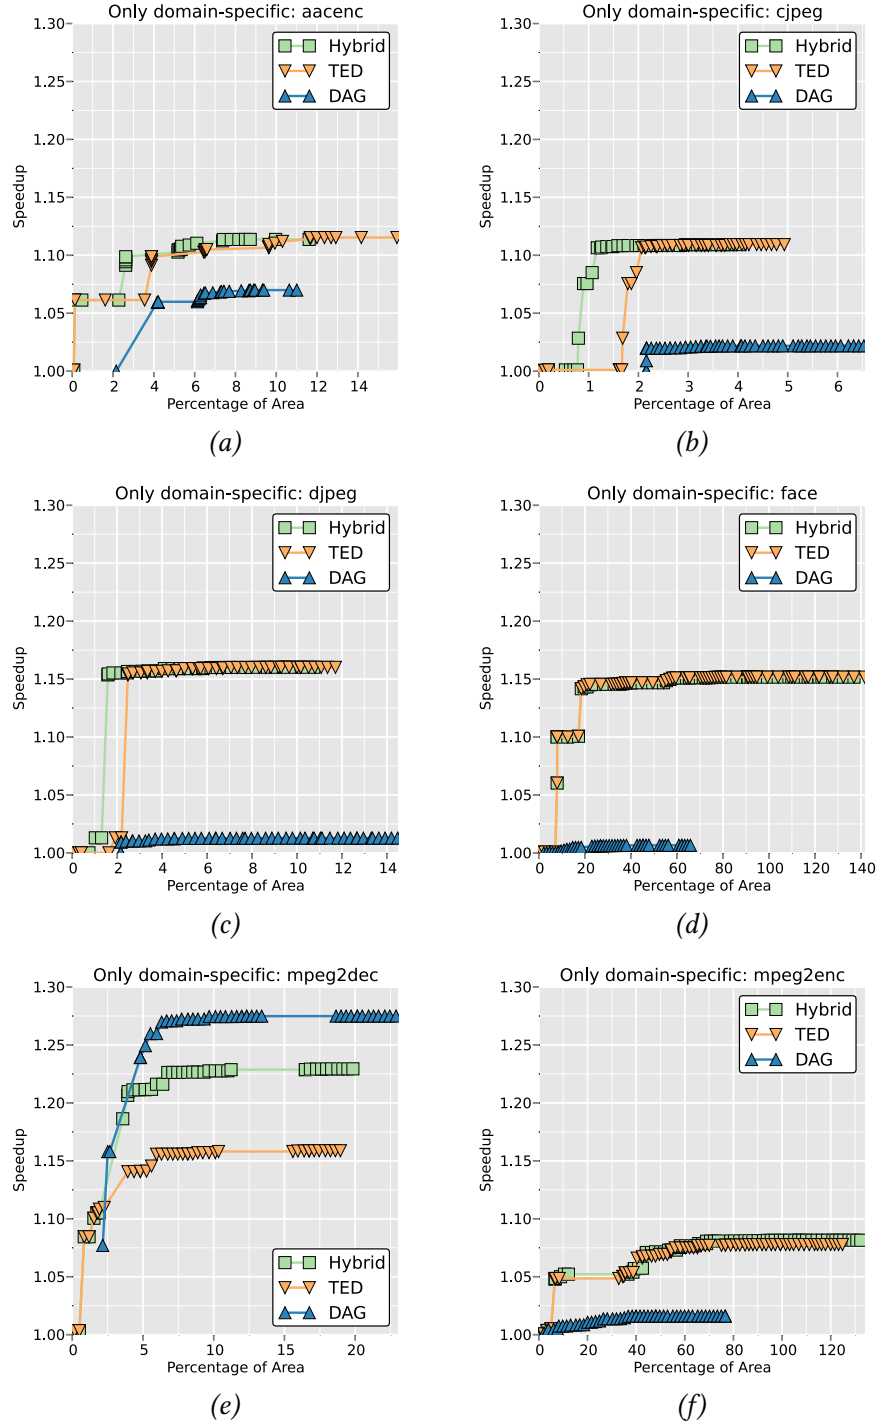 Only domain-specific: aacenc
1.30
1.25
1.20
1.15
1.10
1.05
1.00
Speedup
Hybrid
TED
DAG
0 2 4 6 8 10 12 14
Percentage of Area
(a)
Only domain-specific: cjpeg
1.30
1.25
1.20
1.15
1.10
1.05
1.00
Speedup
Hybrid
TED
DAG
0 1 2 3 4 5 6
Percentage of Area
(b)
Only domain-specific: djpeg
1.30
1.25
1.20
1.15
1.10
1.05
1.00
Speedup
Hybrid
TED
DAG
0 2 4 6 8 10 12 14
Percentage of Area
(c)
Only domain-specific: face
1.30
1.25
1.20
1.15
1.10
1.05
1.00
Speedup
Hybrid
TED
DAG
0 20 40 60 80 100 120 140
Percentage of Area
(d)
Only domain-specific: mpeg2dec
1.30
1.25
1.20
1.15
1.10
1.05
1.00
Speedup
Hybrid
TED
DAG
0 5 10 15 20
Percentage of Area
(e)
Only domain-specific: mpeg2enc
1.30
1.25
1.20
1.15
1.10
1.05
1.00
Speedup
Hybrid
TED
DAG
0 20 40 60 80 100 120
Percentage of Area
(f)